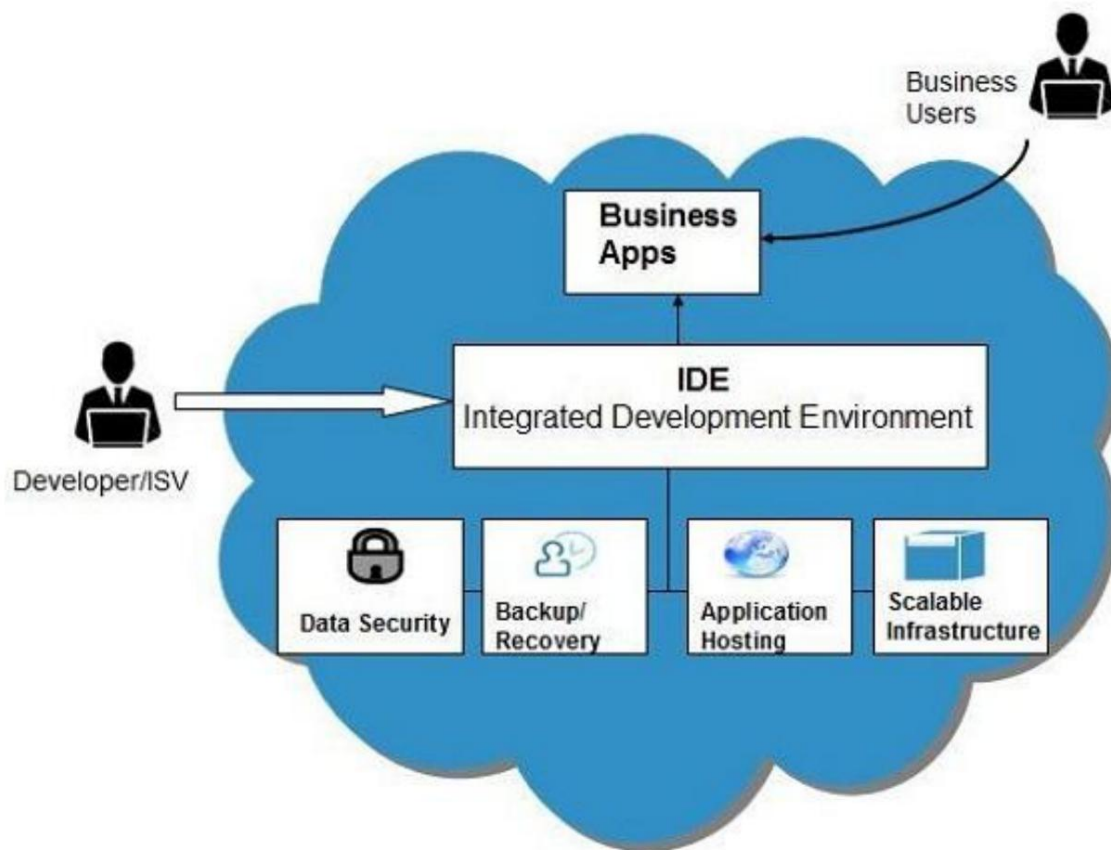 Business
Users
Business
Apps
IDE
Integrated Development Environment
Developer/ISV
Data Security
Backup/
Recovery
Application
Hosting
Scalable
Infrastructure